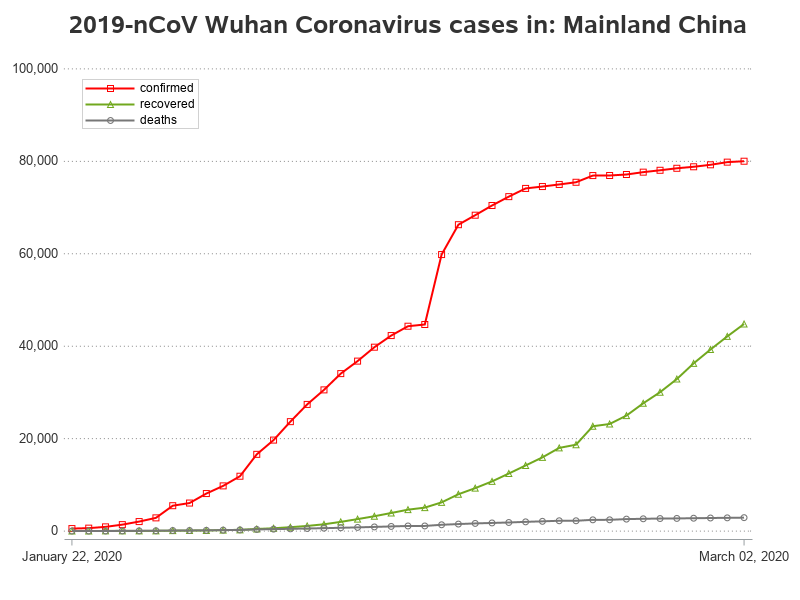 2019-nCoV Wuhan Coronavirus cases in: Mainland China
100,000
confirmed
recovered
deaths
80,000
60,000
40,000
20,000
0
January 22, 2020
March 02, 2020